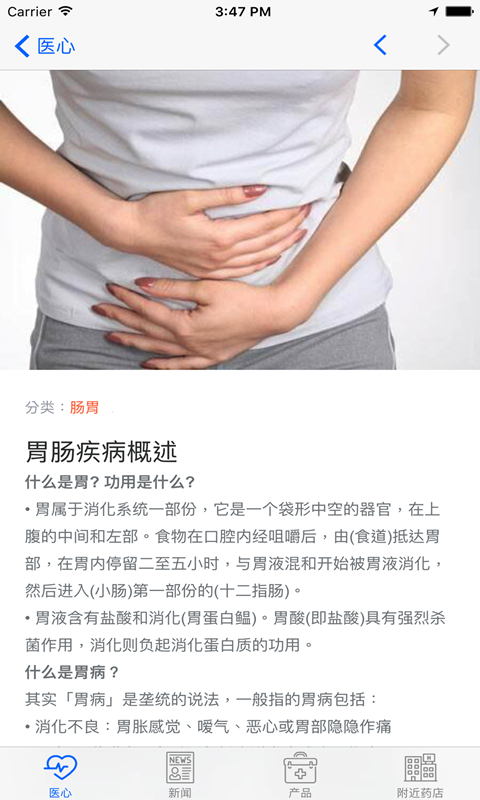 Carrier 3:47 PM
医心
分类：肠胃
胃肠疾病概述
什么是胃? 功用是什么?
• 胃属于消化系统一部份，它是一个袋形中空的器官，在上
腹的中间和左部。食物在口腔内经咀嚼后，由(食道)抵达胃
部，在胃内停留二至五小时，与胃液混和开始被胃液消化，
然后进入(小肠)第一部份的(十二指肠)。
• 胃液含有盐酸和消化(胃蛋白鰛)。胃酸(即盐酸)具有强烈杀
菌作用，消化则负起消化蛋白质的功用。
什么是胃病？
其实「胃病」是垄统的说法，一般指的胃病包括：
• 消化不良：胃胀感觉、嗳气、恶心或胃部隐隐作痛
NEWS
H
医心 新闻 产品 附近药店